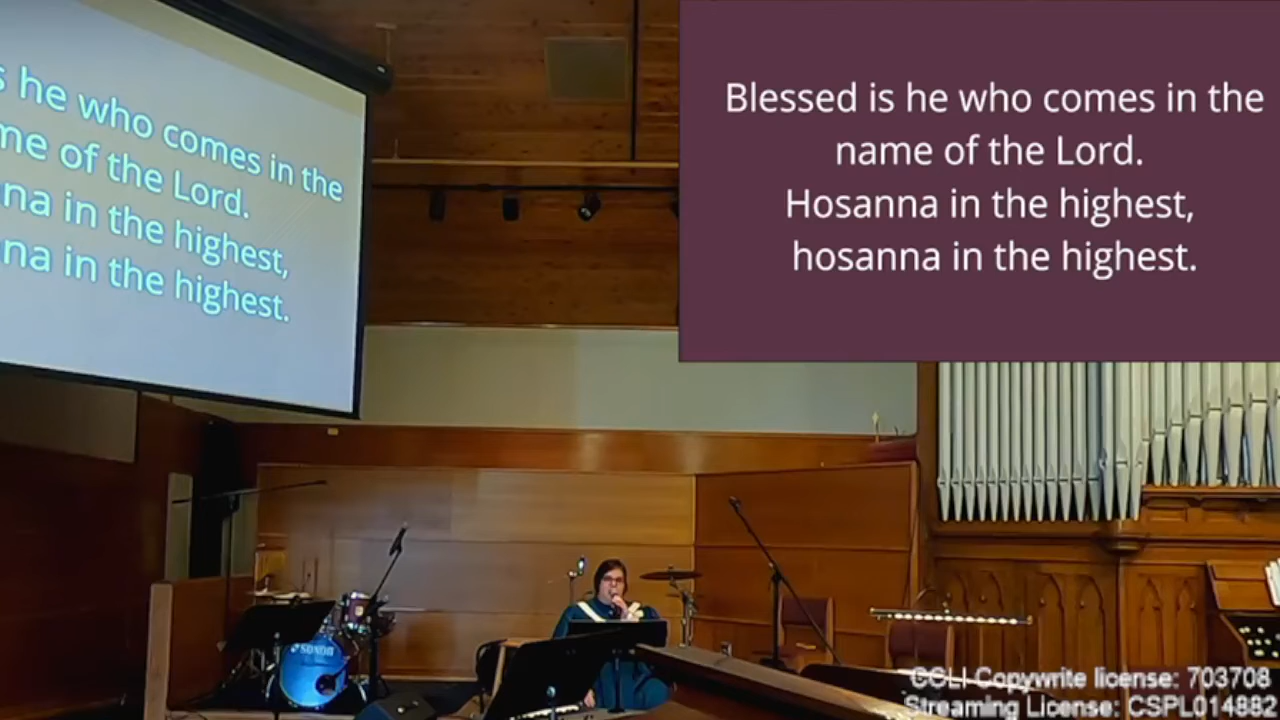 s he who comes in the
me of the Lord.
na in the highest,
na in the highest.
Blessed is he who comes in the
name of the Lord.
Hosanna in the highest,
hosanna in the highest.
SONOR
CCLI Copywrite license: 703708
Streaming License: CSPL014882